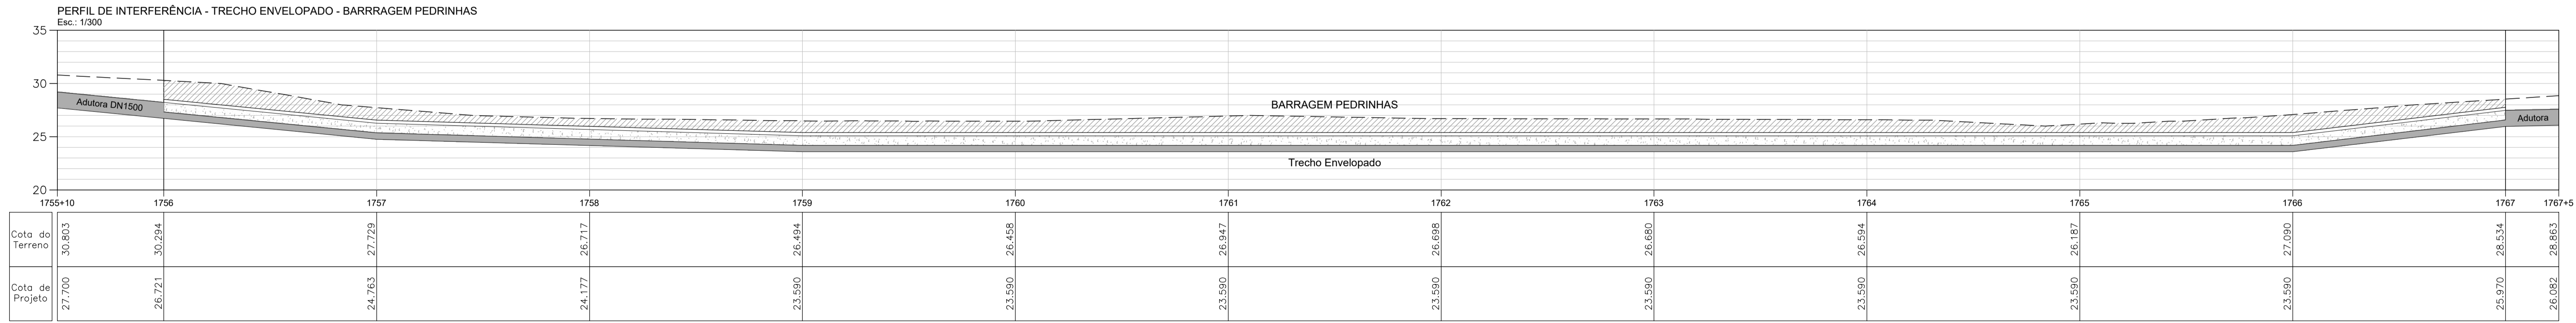 PERFIL DE INTERFERÊNCIA - TRECHO ENVELOPADO - BARRRAGEM PEDRINHAS
Esc.: 1/300
35
30
25
20
Adutora DN1500
BARRAGEM PEDRINHAS
Trecho Envelopado
Adutora
1755+10 1756 1757 1758 1759 1760 1761 1762 1763 1764 1765 1766 1767 1767+5
Cota do
Terreno
30.803 30.294 27.729 26.717 26.494 26.458 26.947 26.698 26.680 26.594 26.187 27.090 28.534 28.863
Cota de
Projeto
27.700 26.721 24.763 24.177 23.590 23.590 23.590 23.590 23.590 23.590 23.590 23.590 25.970 26.082